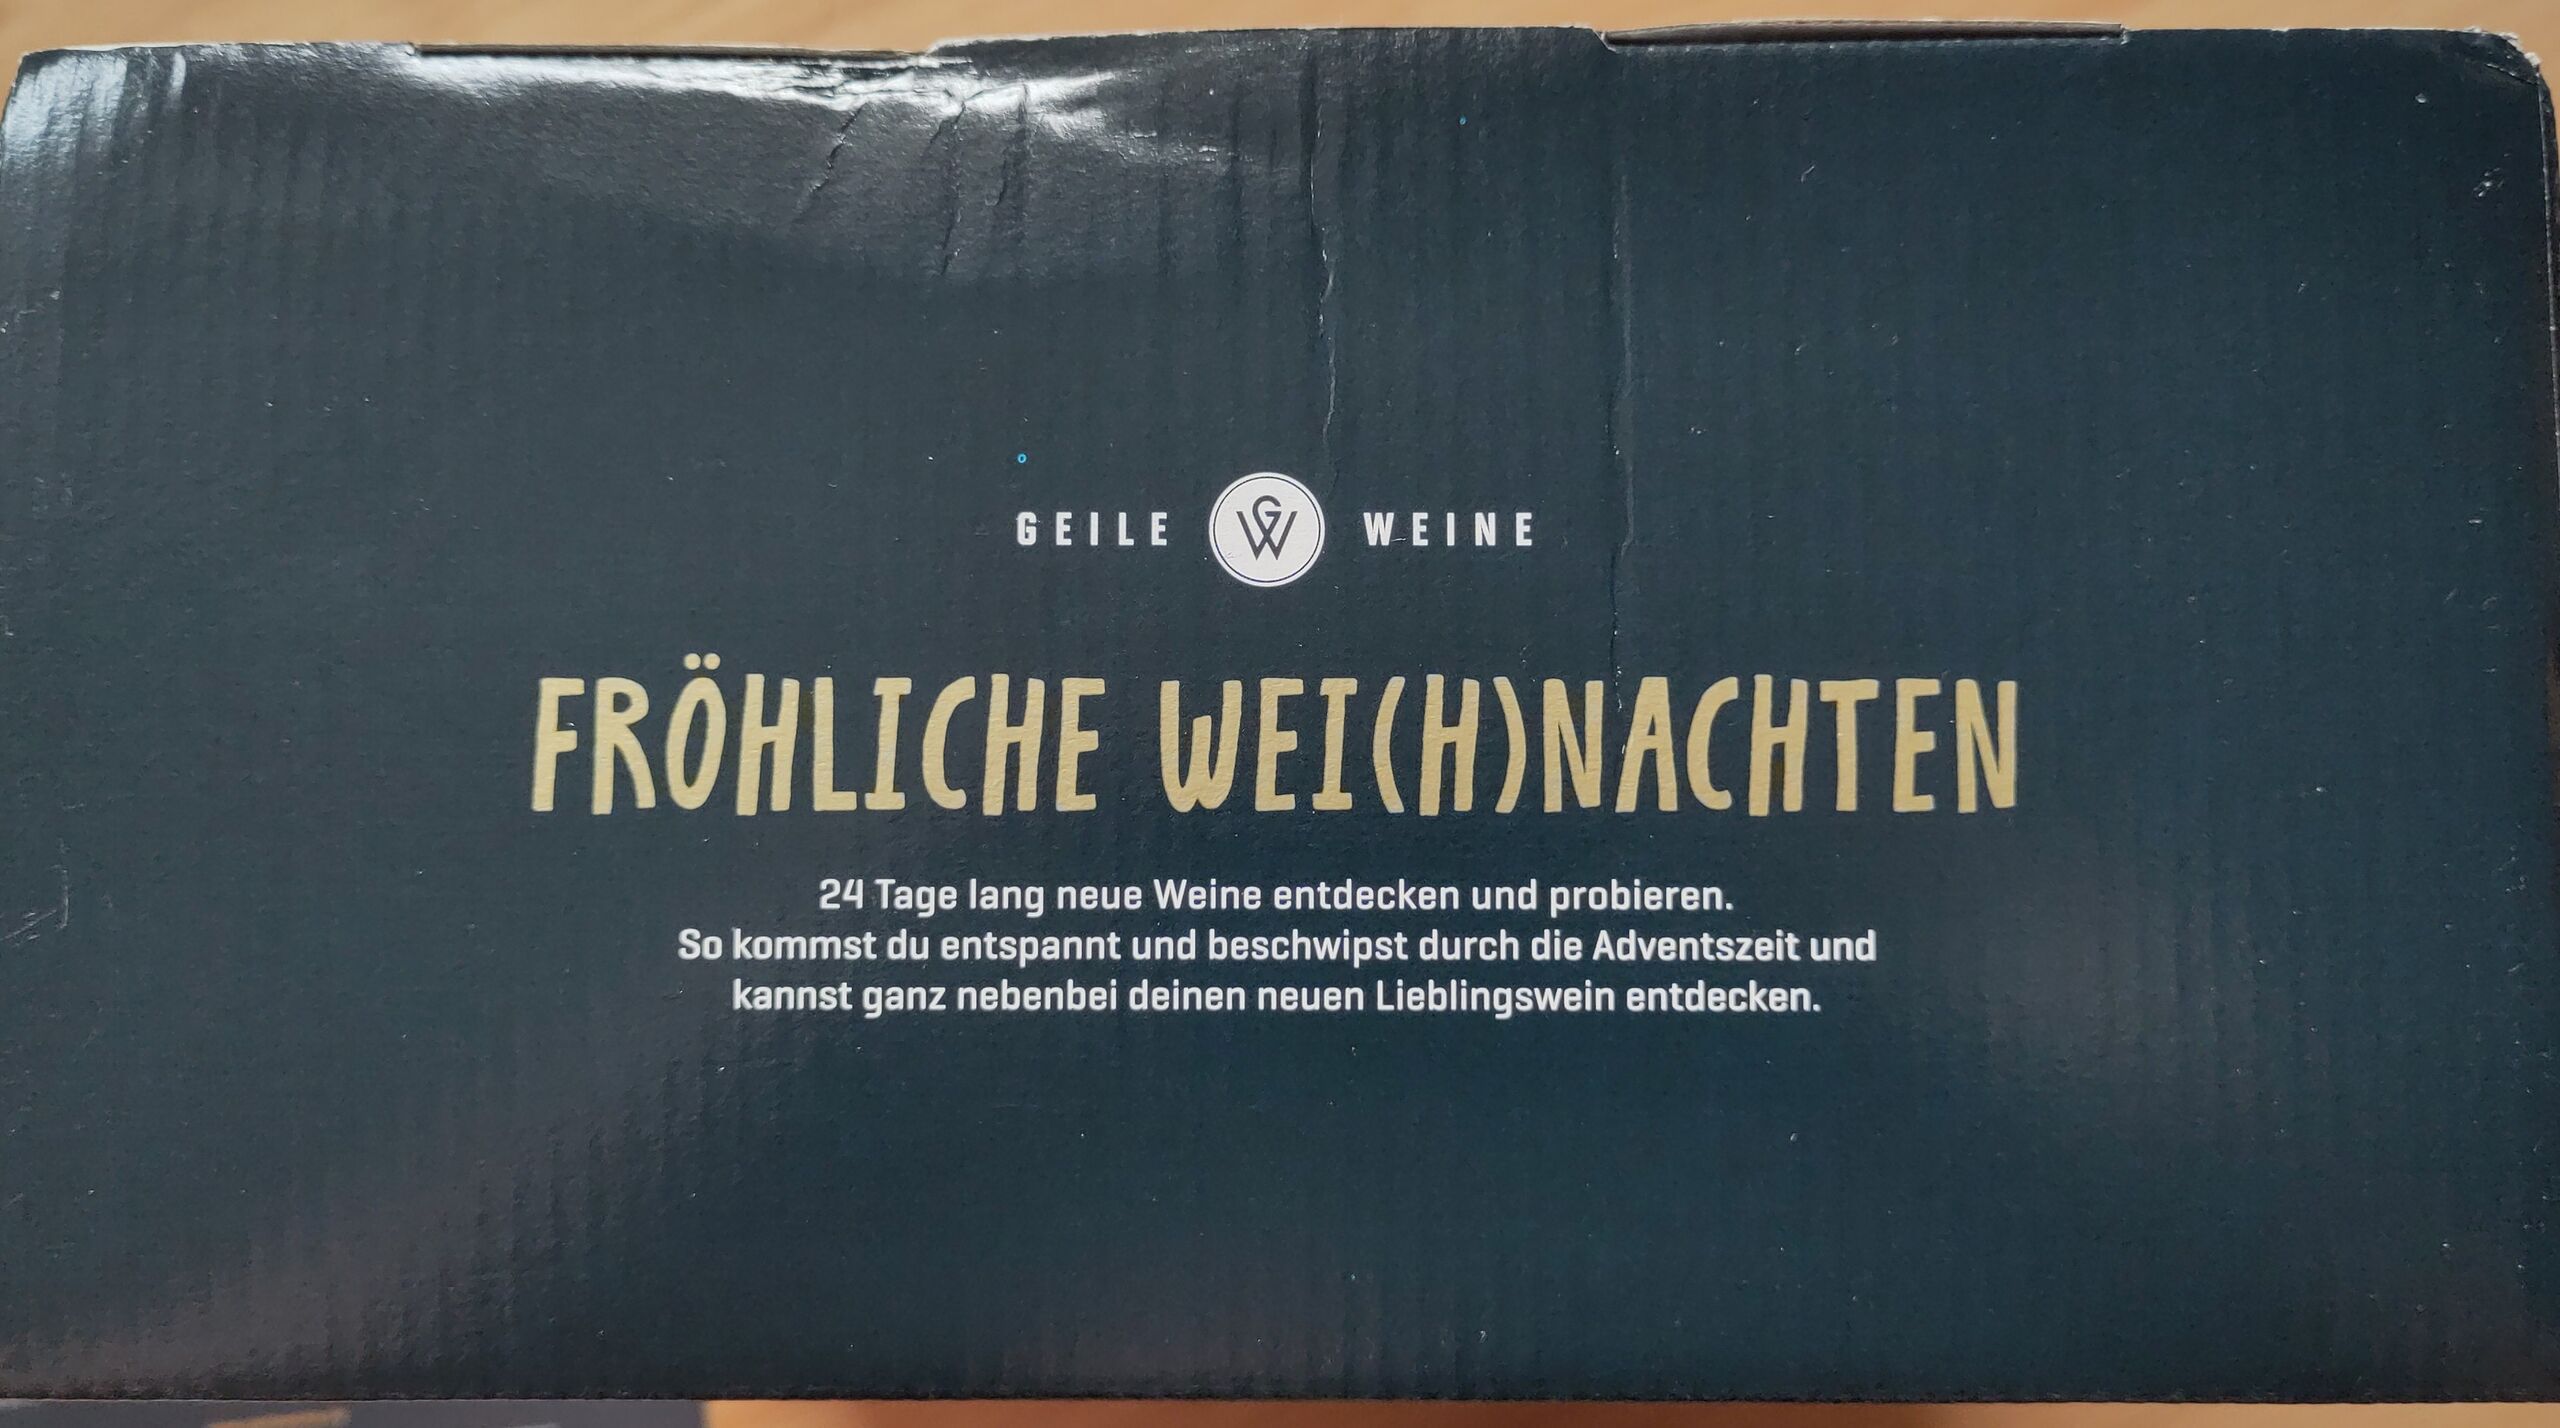 GEILE GW WEINE
FRÖHLICHE WEI(H)NACHTEN
24 Tage lang neue Weine entdecken und probieren.
So kommst du entspannt und beschwipst durch die Adventszeit und
kannst ganz nebenbei deinen neuen Lieblingswein entdecken.